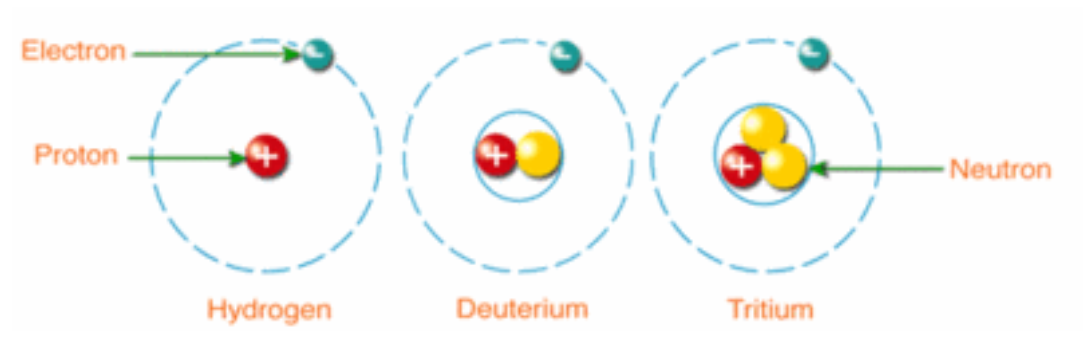 Electron
Proton
Neutron
Hydrogen
Deuterium
Tritium